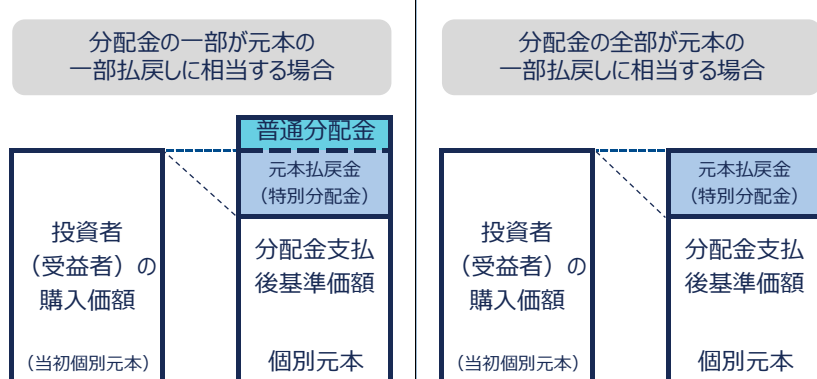 分配金の一部が元本の
一部払戻しに相当する場合
普通分配金
元本払戻金
（特別分配金）
投資者
（受益者）の
購入価額
（当初個別元本）
分配金支払
後基準価額
個別元本
分配金の全部が元本の
一部払戻しに相当する場合
元本払戻金
（特別分配金）
投資者
（受益者）の
購入価額
（当初個別元本）
分配金支払
後基準価額
個別元本